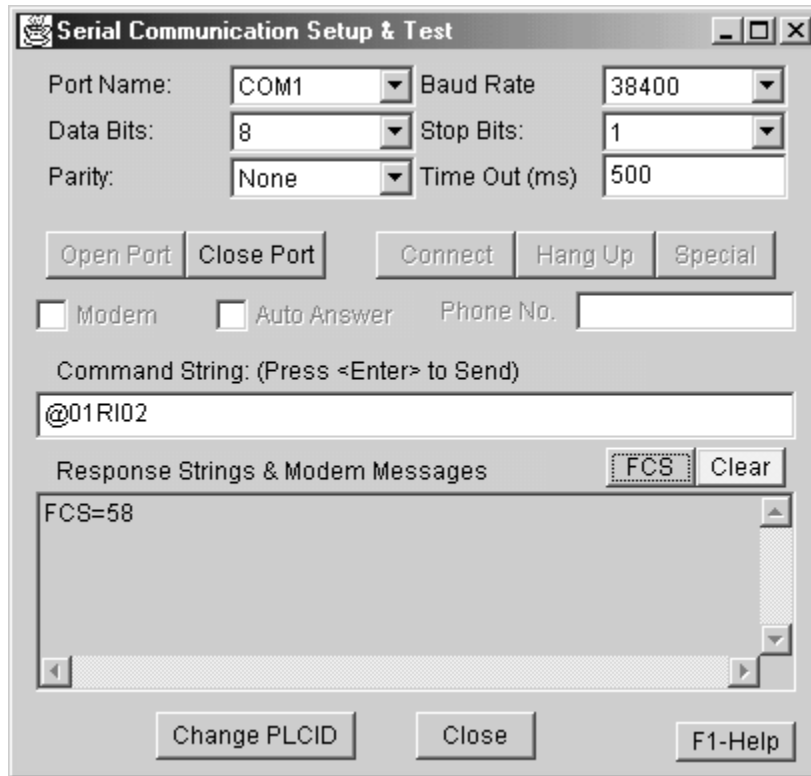 Serial Communication Setup & Test
Port Name: COM1 Baud Rate 38400
Data Bits: 8 Stop Bits: 1
Parity: None Time Out (ms) 500
Open Port Close Port Connect Hang Up Special
Modem Auto Answer Phone No.
Command String: (Press <Enter> to Send)
@01RI02
Response Strings & Modem Messages FCS Clear
FCS=58
Change PLCID Close F1-Help